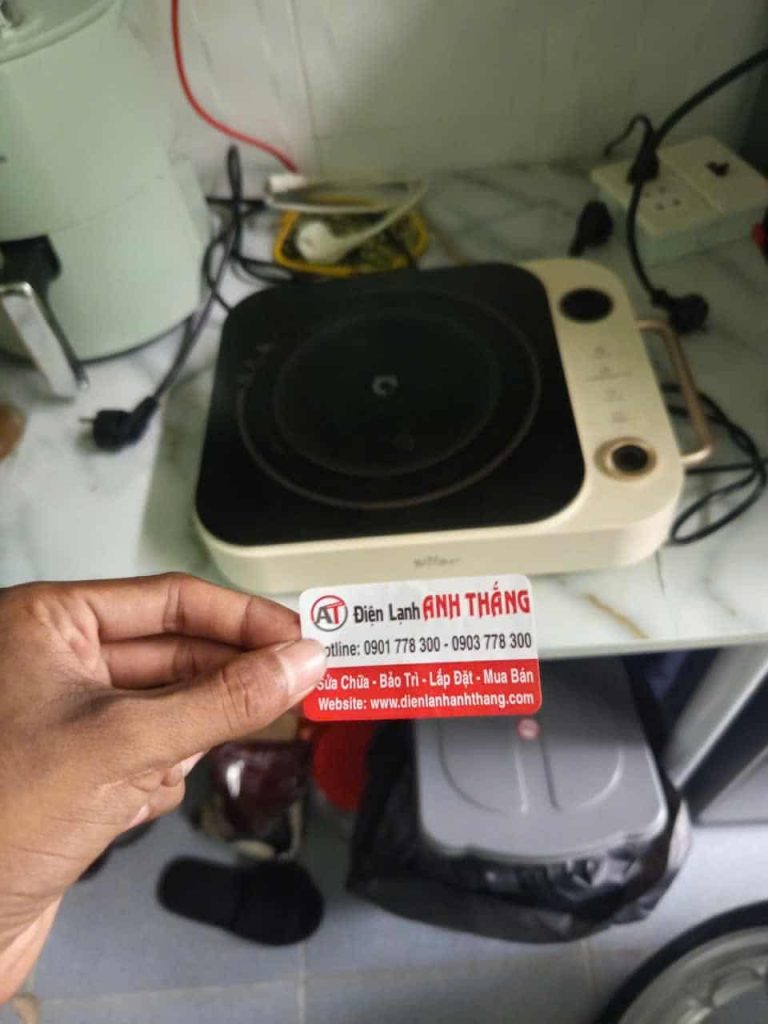 AT Điện Lạnh ANH THẮNG
otline: 0901 778 300 - 0903 778 300
Sửa Chữa - Bảo Trì - Lắp Đặt - Mua Bán
Website: www.dienlanhanhthang.com